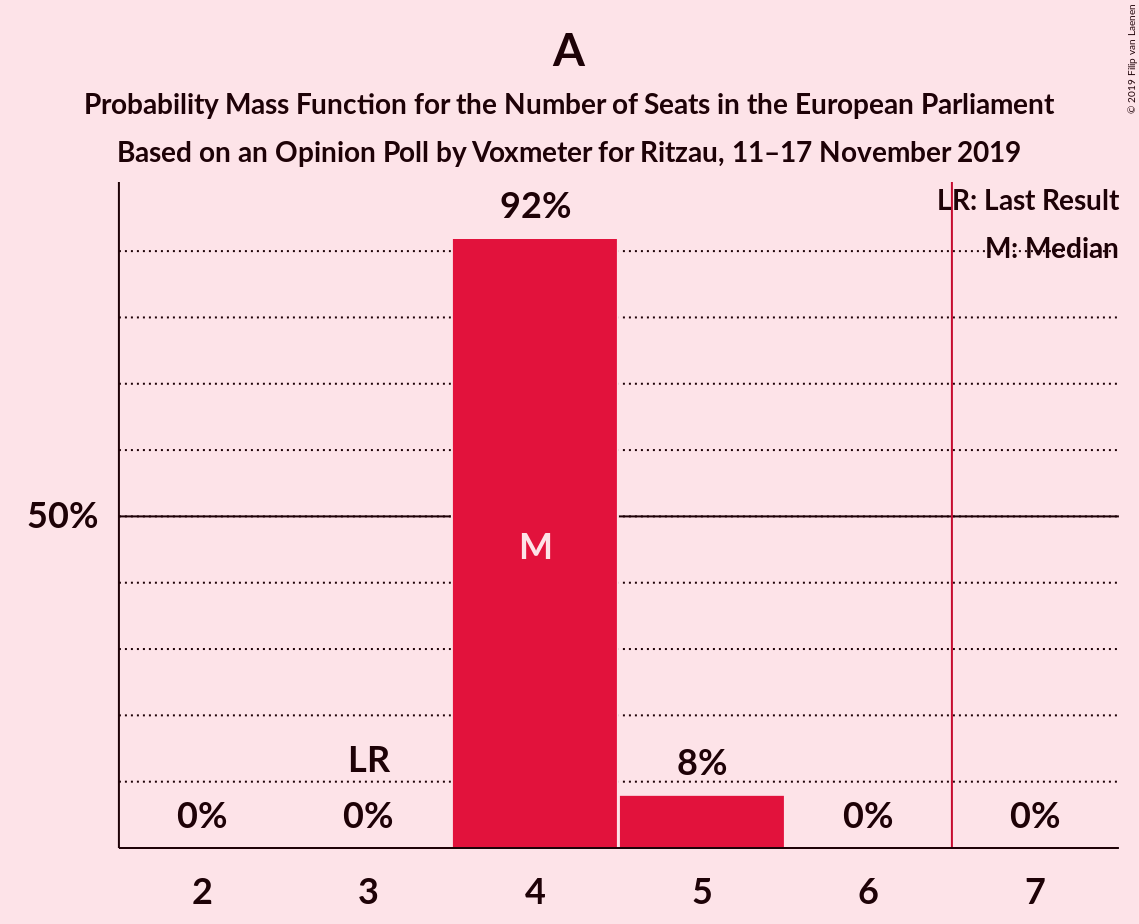 A
Probability Mass Function for the Number of Seats in the European Parliament
Based on an Opinion Poll by Voxmeter for Ritzau, 11–17 November 2019
© 2019 Filip van Laenen
LR: Last Result
M: Median
92%
50%
M
LR
8%
0%
0%
0%
0%
2
3
4
5
6
7